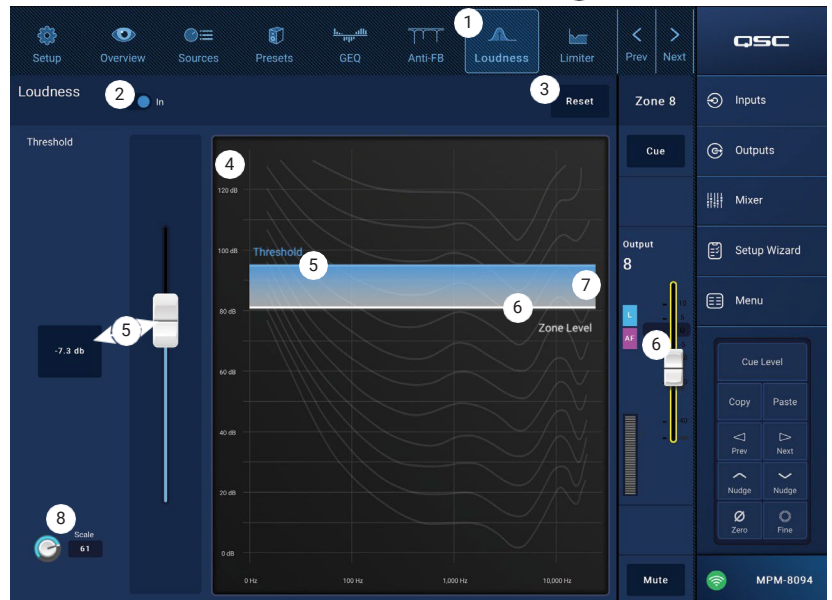 1
Setup
Overview
Sources
Presets
GEQ
Anti-FB
Loudness
Limiter
Prev
Next
QSC
Loudness
2
In
3
Reset
Zone 8
Inputs
Threshold
4
Cue
Outputs
120 dB
Mixer
100 dB
Threshold
5
Output
8
Setup Wizard
7
80 dB
6
Zone Level
10
L
AF
6
Menu
5
-7.3 db
60 dB
Cue Level
Copy
Paste
40 dB
40
Prev
Next
Nudge
Nudge
20 dB
8
Scale
61
Zero
Fine
0 dB
0 Hz
100 Hz
1,000 Hz
10,000 Hz
Mute
MPM-8094